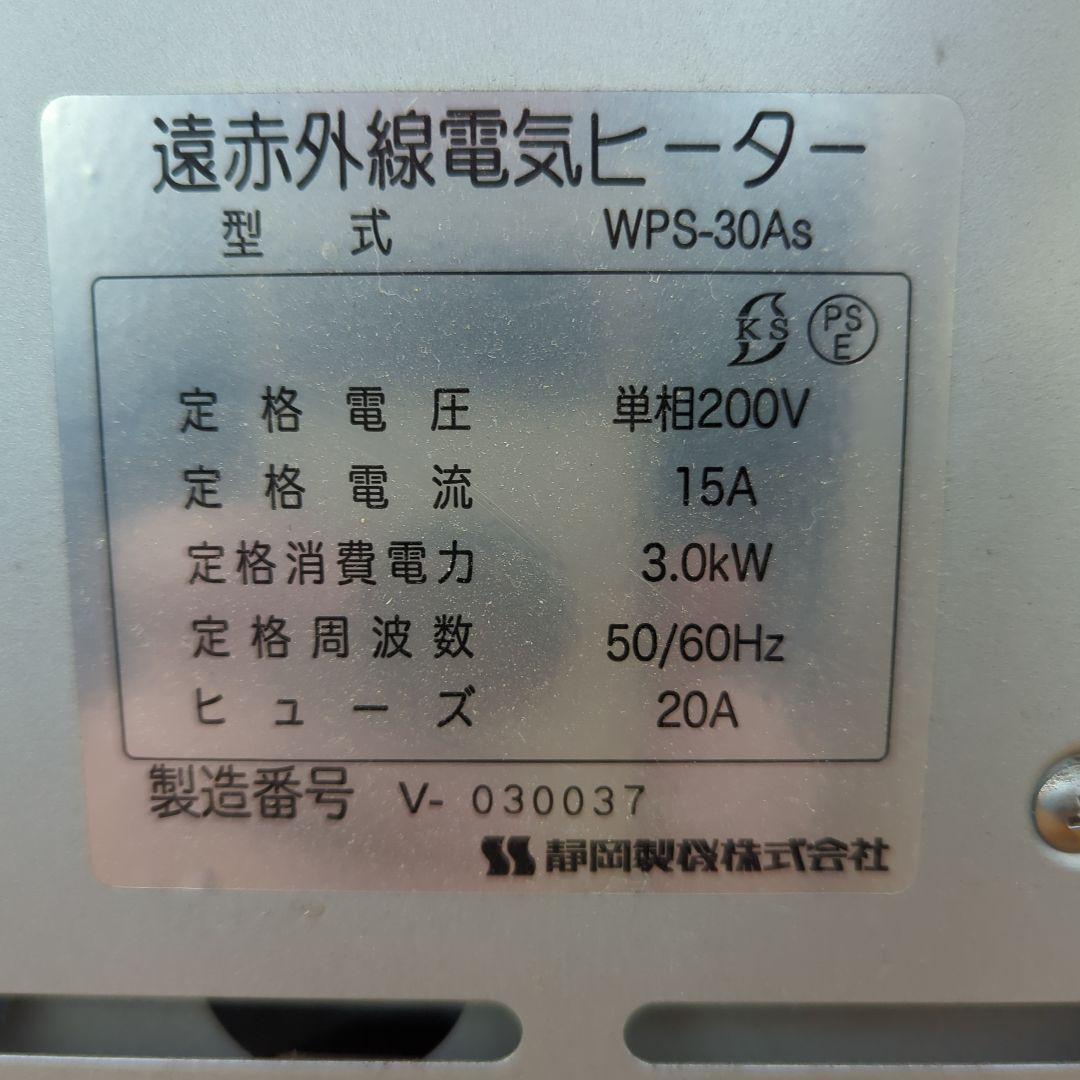 遠赤外線電気ヒーター
型式 WPS-30As
KS PSE
定格電圧 単相200V
定格電流 15A
定格消費電力 3.0kW
定格周波数 50/60Hz
ヒューズ 20A
製造番号 V- 030037
静岡製機株式会社